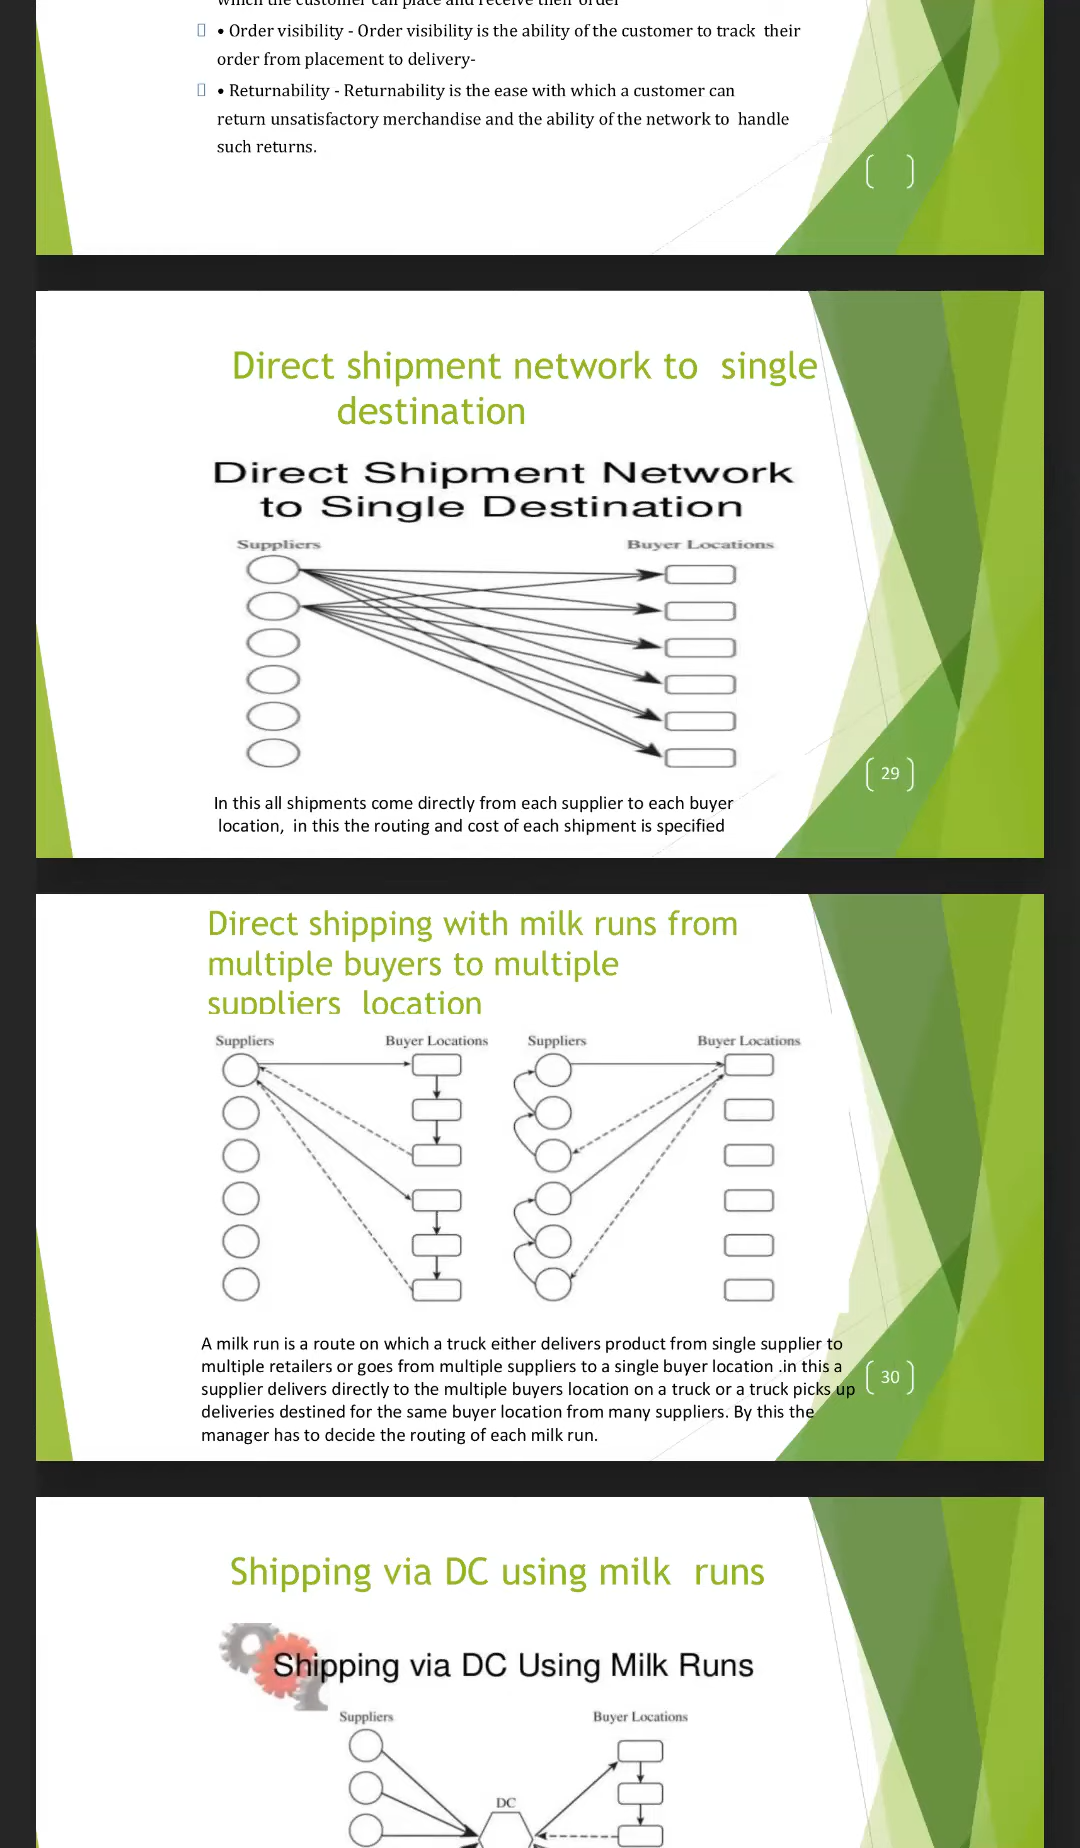 which the customer can place and receive their order
• Order visibility - Order visibility is the ability of the customer to track their
order from placement to delivery-
• Returnability - Returnability is the ease with which a customer can
return unsatisfactory merchandise and the ability of the network to handle
such returns.
Direct shipment network to single
destination
Direct Shipment Network
to Single Destination
Suppliers Buyer Locations
29
In this all shipments come directly from each supplier to each buyer
location, in this the routing and cost of each shipment is specified
Direct shipping with milk runs from
multiple buyers to multiple
suppliers location
Suppliers Buyer Locations Suppliers Buyer Locations
A milk run is a route on which a truck either delivers product from single supplier to
multiple retailers or goes from multiple suppliers to a single buyer location .in this a
supplier delivers directly to the multiple buyers location on a truck or a truck picks up
deliveries destined for the same buyer location from many suppliers. By this the
manager has to decide the routing of each milk run.
30
Shipping via DC using milk runs
Shipping via DC Using Milk Runs
Suppliers Buyer Locations
DC